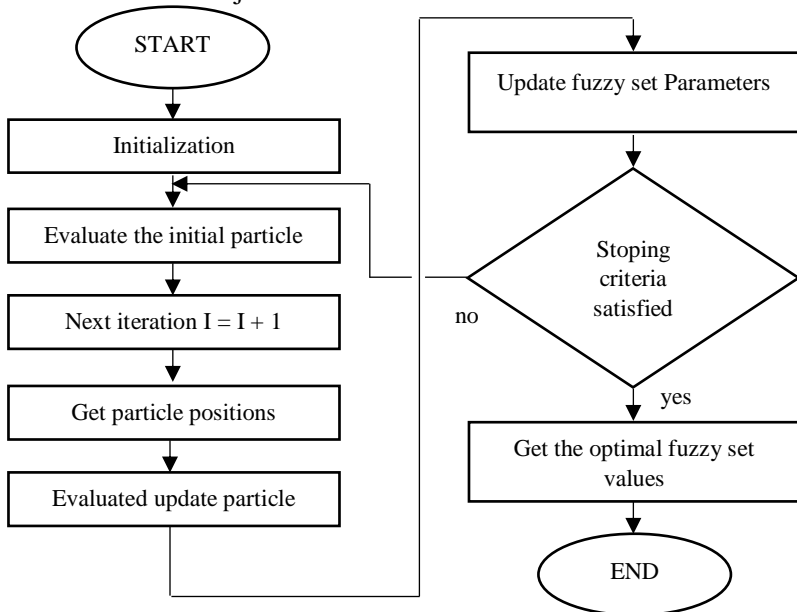 START
Initialization
Evaluate the initial particle
Next iteration I = I + 1
Get particle positions
Evaluated update particle
Update fuzzy set Parameters
Stoping
criteria
satisfied
no
yes
Get the optimal fuzzy set
values
END